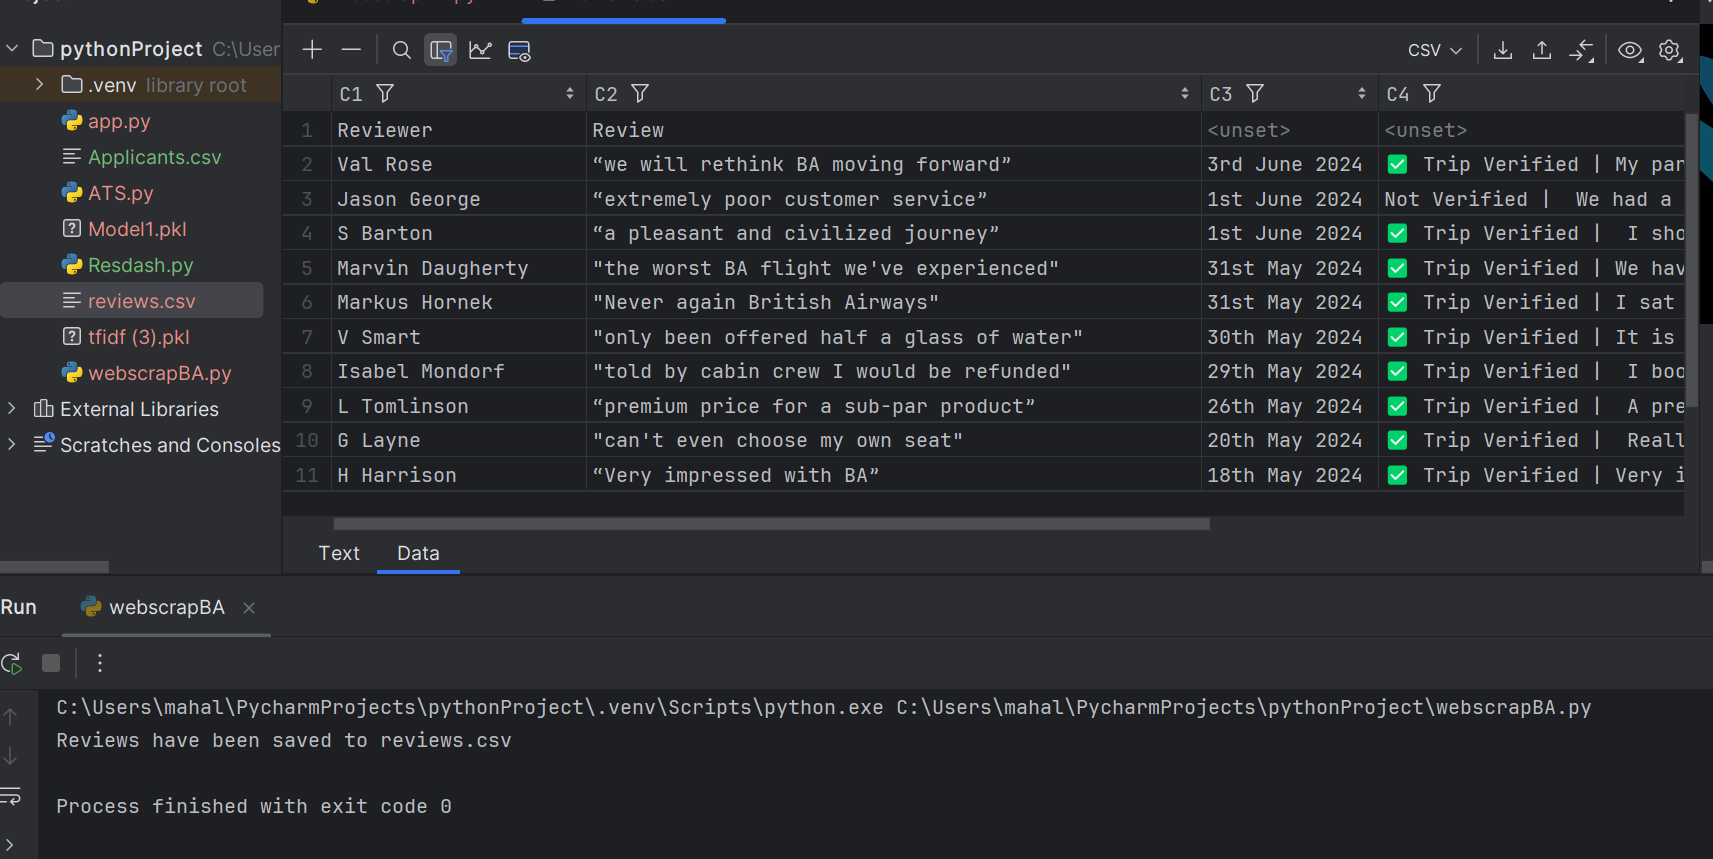 pythonProject C:\User
.venv library root
app.py
Applicants.csv
ATS.py
Model1.pkl
Resdash.py
reviews.csv
tfidf (3).pkl
webscrapBA.py
External Libraries
Scratches and Consoles
CSV
C1 C2 C3 C4
1 Reviewer Review <unset> <unset>
2 Val Rose “we will rethink BA moving forward” 3rd June 2024 ✅ Trip Verified | My par
3 Jason George “extremely poor customer service” 1st June 2024 Not Verified | We had a
4 S Barton “a pleasant and civilized journey” 1st June 2024 ✅ Trip Verified | I sho
5 Marvin Daugherty "the worst BA flight we've experienced" 31st May 2024 ✅ Trip Verified | We hav
6 Markus Hornek "Never again British Airways" 31st May 2024 ✅ Trip Verified | I sat
7 V Smart "only been offered half a glass of water" 30th May 2024 ✅ Trip Verified | It is
8 Isabel Mondorf "told by cabin crew I would be refunded" 29th May 2024 ✅ Trip Verified | I boo
9 L Tomlinson “premium price for a sub-par product” 26th May 2024 ✅ Trip Verified | A pre
10 G Layne "can't even choose my own seat" 20th May 2024 ✅ Trip Verified | Reall
11 H Harrison “Very impressed with BA” 18th May 2024 ✅ Trip Verified | Very i
Text Data
Run webscrapBA
C:\Users\mahal\PycharmProjects\pythonProject\.venv\Scripts\python.exe C:\Users\mahal\PycharmProjects\pythonProject\webscrapBA.py
Reviews have been saved to reviews.csv
Process finished with exit code 0